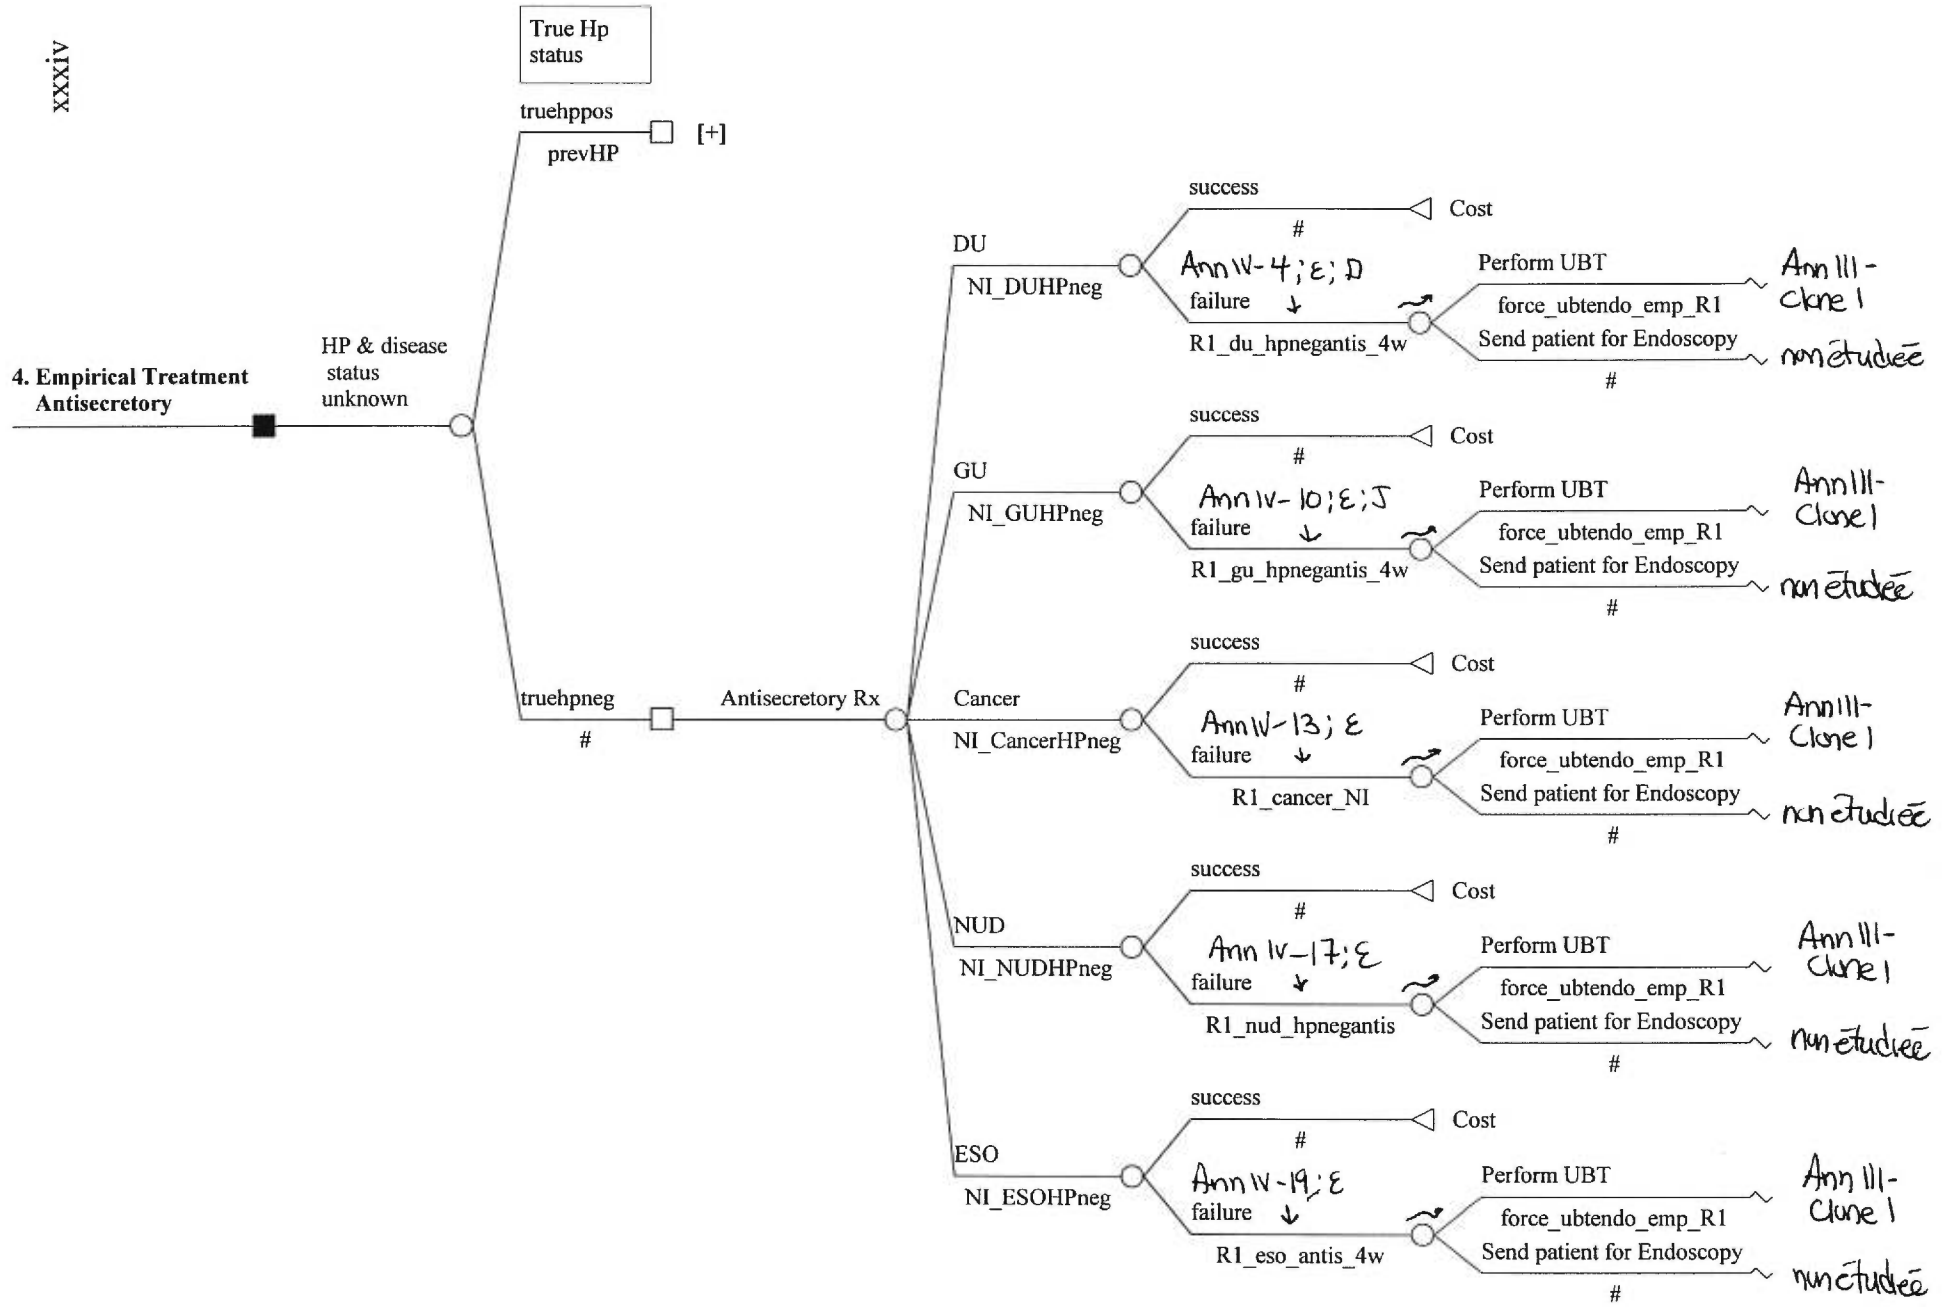 xxxiv
True Hp
status
truehppos
prevHP
[+]
4. Empirical Treatment
Antisecretory
HP & disease
status
unknown
truehpneg
#
Antisecretory Rx
DU
NI_DUHPneg
success
#
Cost
Ann IV-4; E; D
failure
R1_du_hpnegantis_4w
Perform UBT
force_ubtendo_emp_R1
Send patient for Endoscopy
#
Ann III-
Clone 1
non étudiée
GU
NI_GUHPneg
success
#
Cost
Ann IV-10; E; J
failure
R1_gu_hpnegantis_4w
Perform UBT
force_ubtendo_emp_R1
Send patient for Endoscopy
#
Ann III-
Clone 1
non étudiée
Cancer
NI_CancerHPneg
success
#
Cost
Ann IV-13; E
failure
R1_cancer_NI
Perform UBT
force_ubtendo_emp_R1
Send patient for Endoscopy
#
Ann III-
Clone 1
non étudiée
NUD
NI_NUDHPneg
success
#
Cost
Ann IV-17; E
failure
R1_nud_hpnegantis
Perform UBT
force_ubtendo_emp_R1
Send patient for Endoscopy
#
Ann III-
Clone 1
non étudiée
ESO
NI_ESOHPneg
success
#
Cost
Ann IV-19; E
failure
R1_eso_antis_4w
Perform UBT
force_ubtendo_emp_R1
Send patient for Endoscopy
#
Ann III-
Clone 1
non étudiée